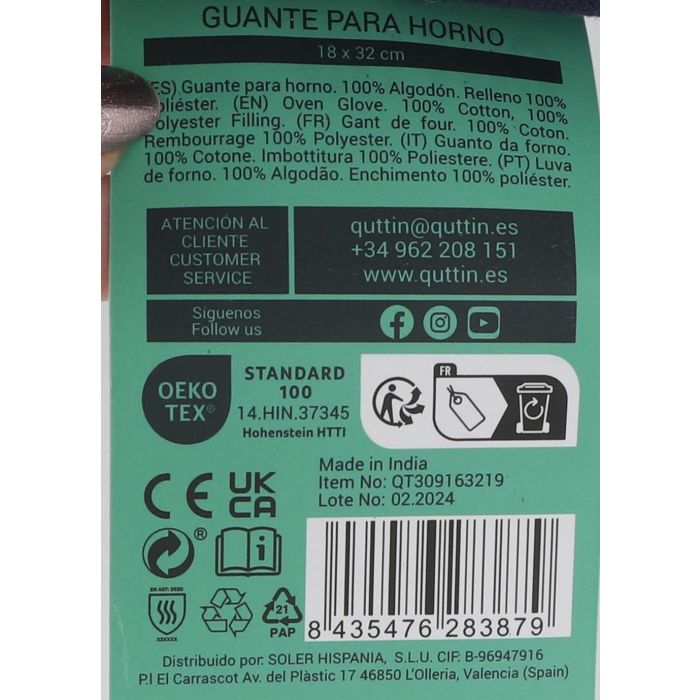 GUANTE PARA HORNO
18 x 32 cm
ES) Guante para horno. 100% Algodón. Relleno 100%
Poliéster. (EN) Oven Glove. 100% Cotton, 100%
Polyester Filling. (FR) Gant de four. 100% Coton.
Rembourrage 100% Polyester. (IT) Guanto da forno.
100% Cotone. Imbottitura 100% Poliestere. (PT) Luva
de forno. 100% Algodão. Enchimento 100% poliéster.
ATENCIÓN AL
CLIENTE
CUSTOMER
SERVICE
quttin@quttin.es
+34 962 208 151
www.quttin.es
Síguenos
Follow us
OEKO
TEX®
STANDARD
100
14.HIN.37345
Hohenstein HTTI
FR
Made in India
Item No: QT309163219
Lote No: 02.2024
CE UK
CA
®
i
EN 407: 2020
XXXXXX
21
PAP
8 435476 283879
Distribuido por: SOLER HISPANIA, S.L.U. CIF: B-96947916
P.I El Carrascot Av. del Plàstic 17 46850 L'Olleria, Valencia (Spain)